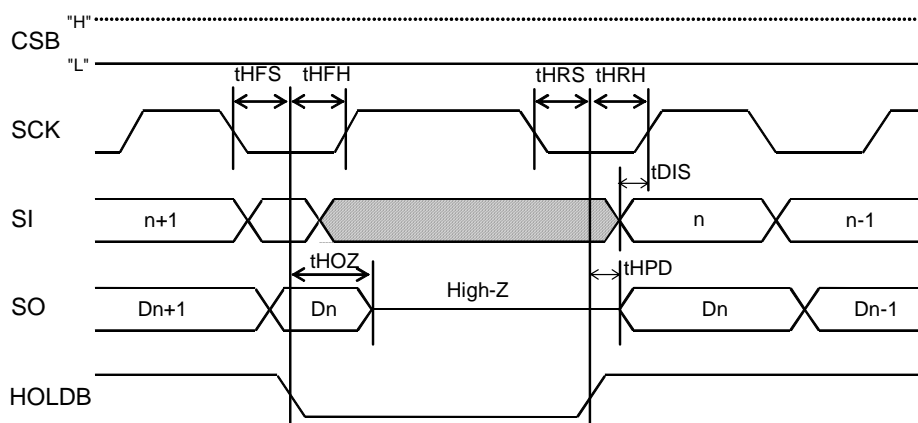 "H"
CSB
"L"
tHFS tHFH tHRS tHRH
SCK
tDIS
SI n+1 n n-1
tHOZ tHPD
High-Z
SO Dn+1 Dn Dn Dn-1
HOLDB